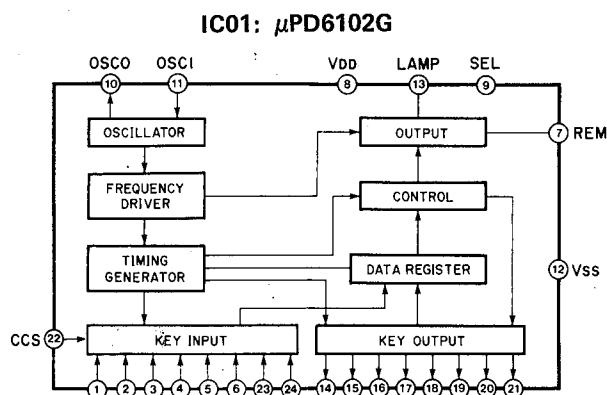 IC01: μPD6102G
OSCO OSCI VDD LAMP SEL
10 11 8 13 9
OSCILLATOR OUTPUT 7 REM
FREQUENCY DRIVER CONTROL
TIMING GENERATOR DATA REGISTER 12 VSS
CCS 22 KEY INPUT KEY OUTPUT
1 2 3 4 5 6 23 24 14 15 16 17 18 19 20 21